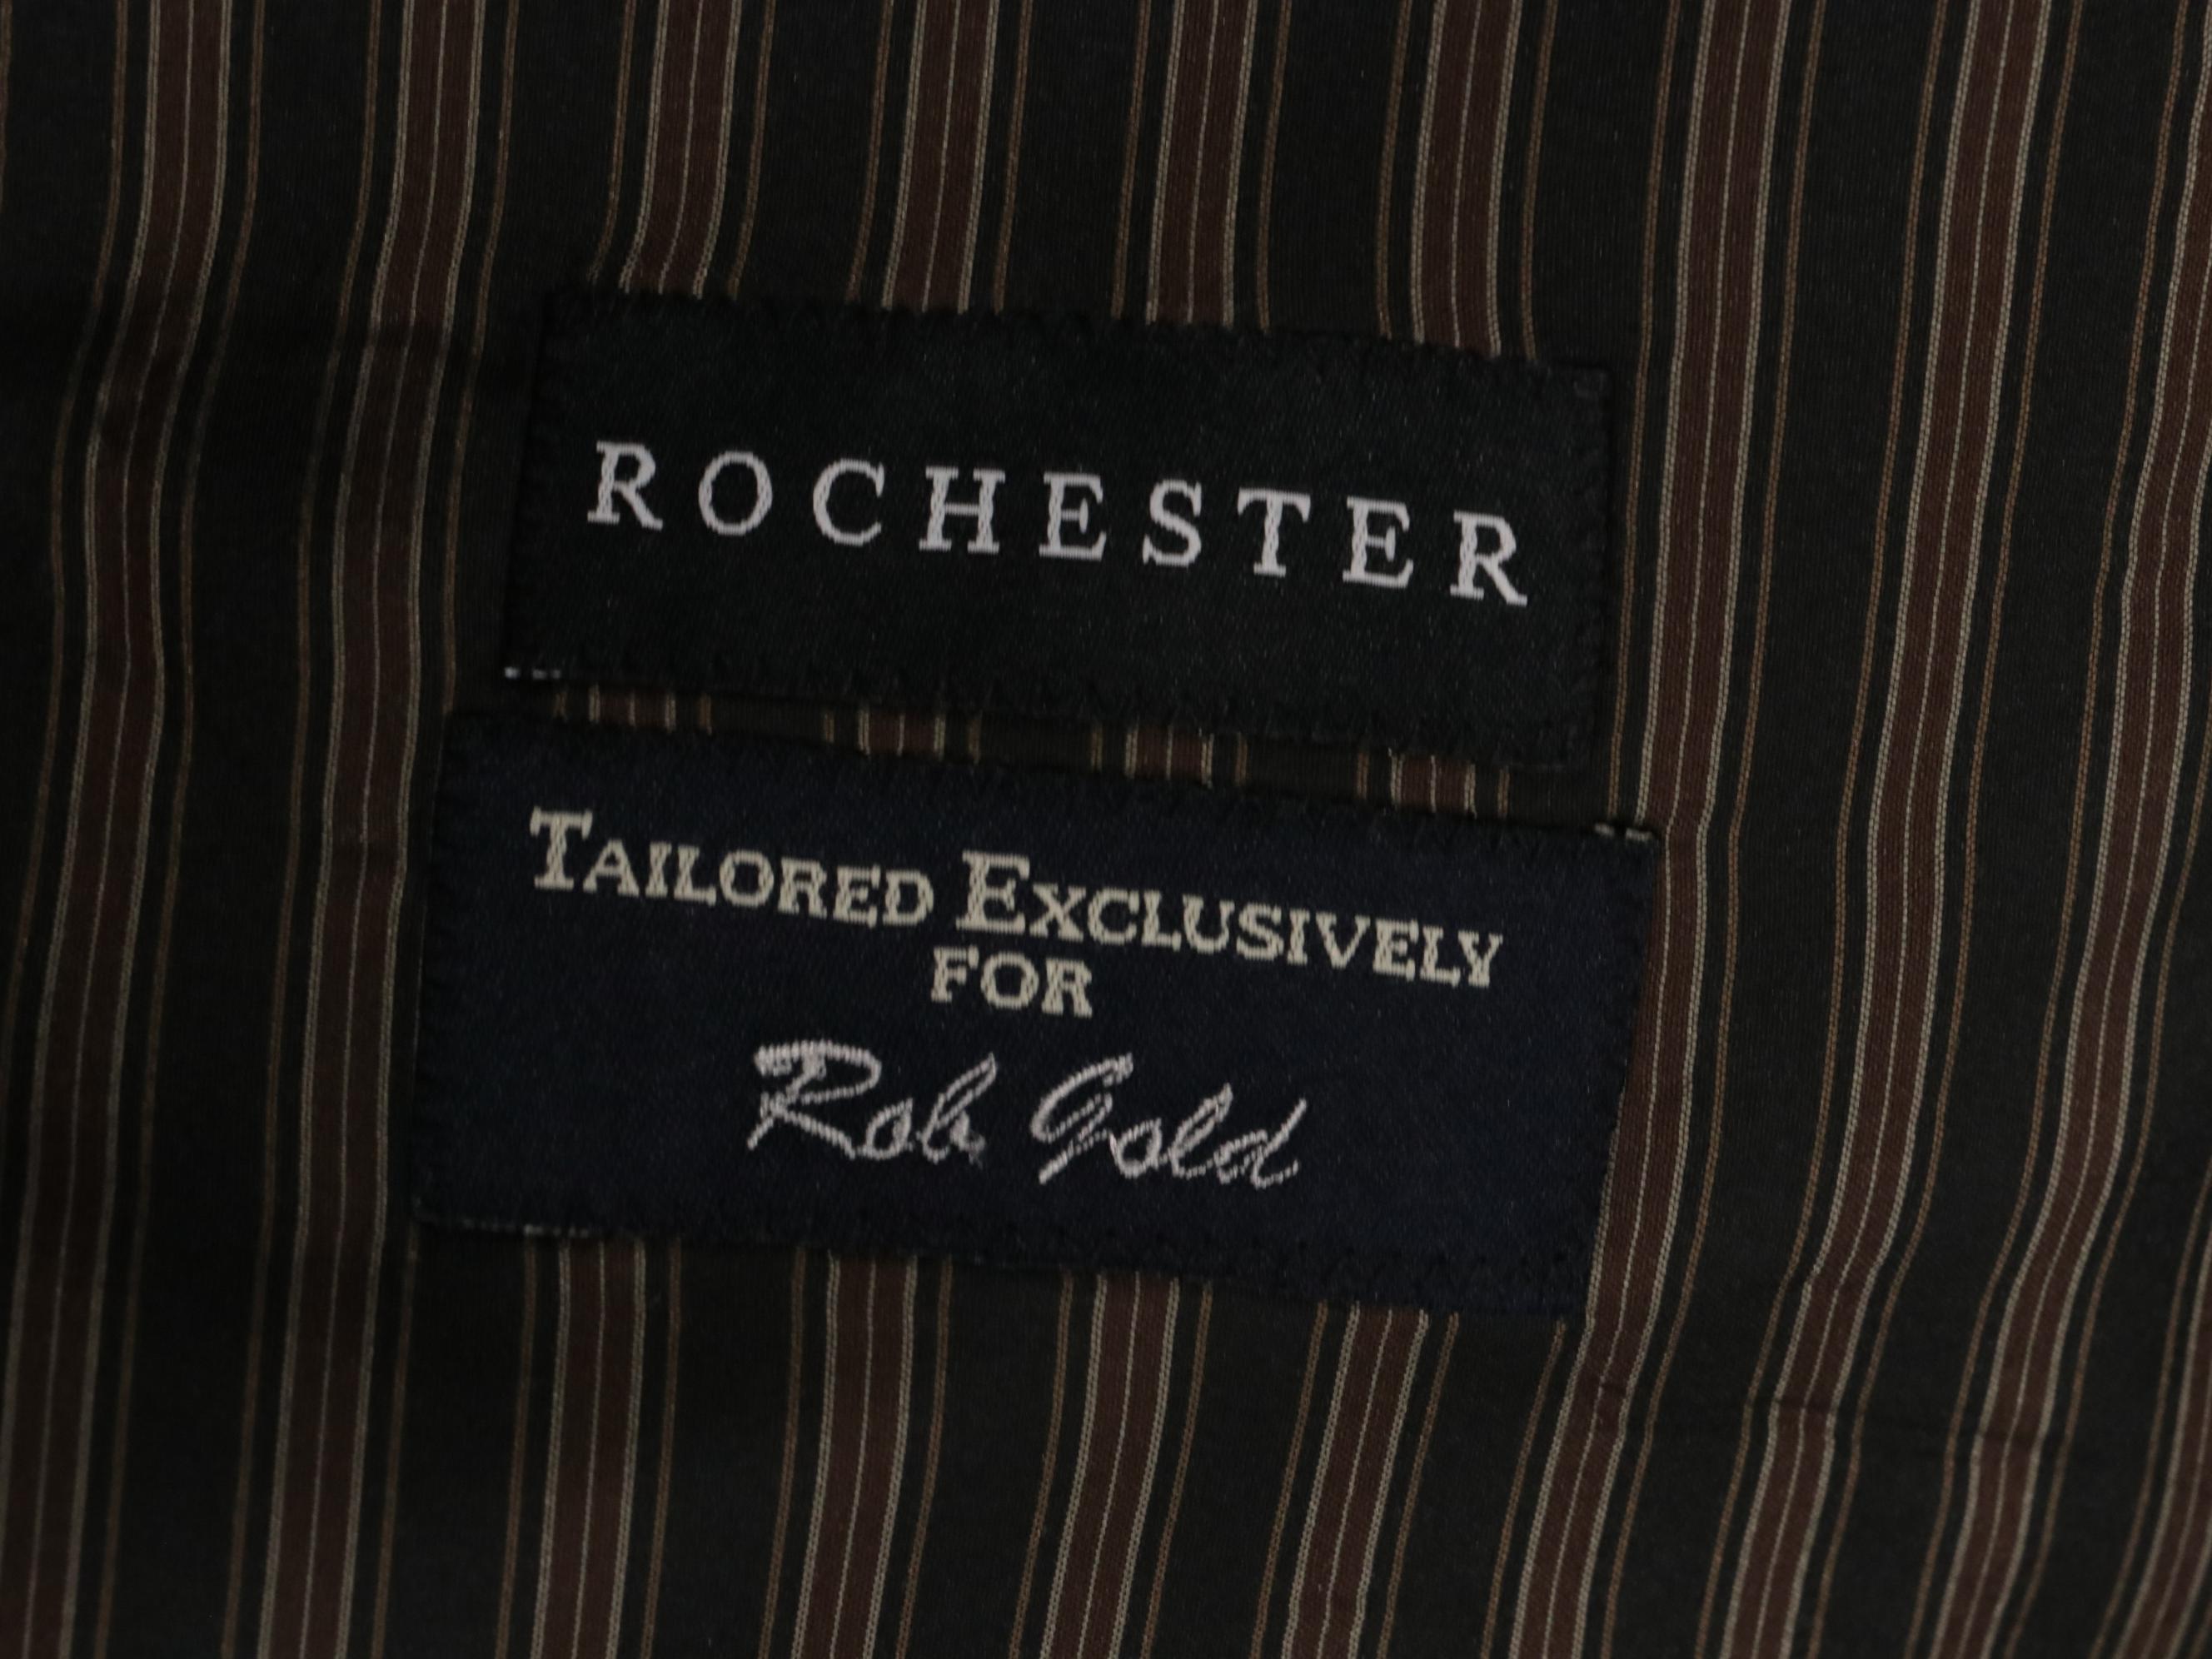 ROCHESTER
TAILORED EXCLUSIVELY
FOR
Rob Gold